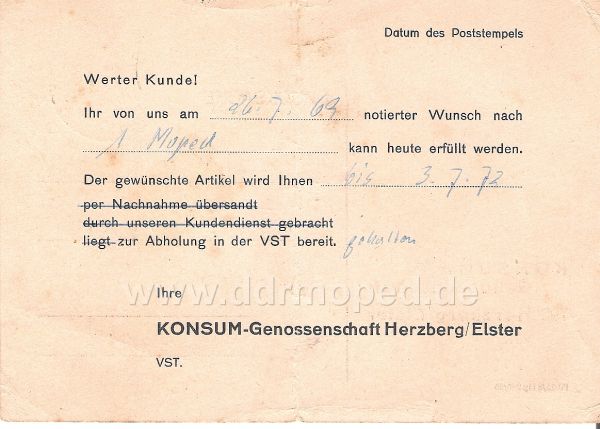 Datum des Poststempels
Werter Kunde!
Ihr von uns am 26.7.69 notierter Wunsch nach
1 Moped kann heute erfüllt werden.
Der gewünschte Artikel wird Ihnen bis 3.7.72
per Nachnahme übersandt
durch unseren Kundendienst gebracht
liegt zur Abholung in der VST bereit. gehalten
www.ddrmoped.de
Ihre
KONSUM-Genossenschaft Herzberg/Elster
VST.